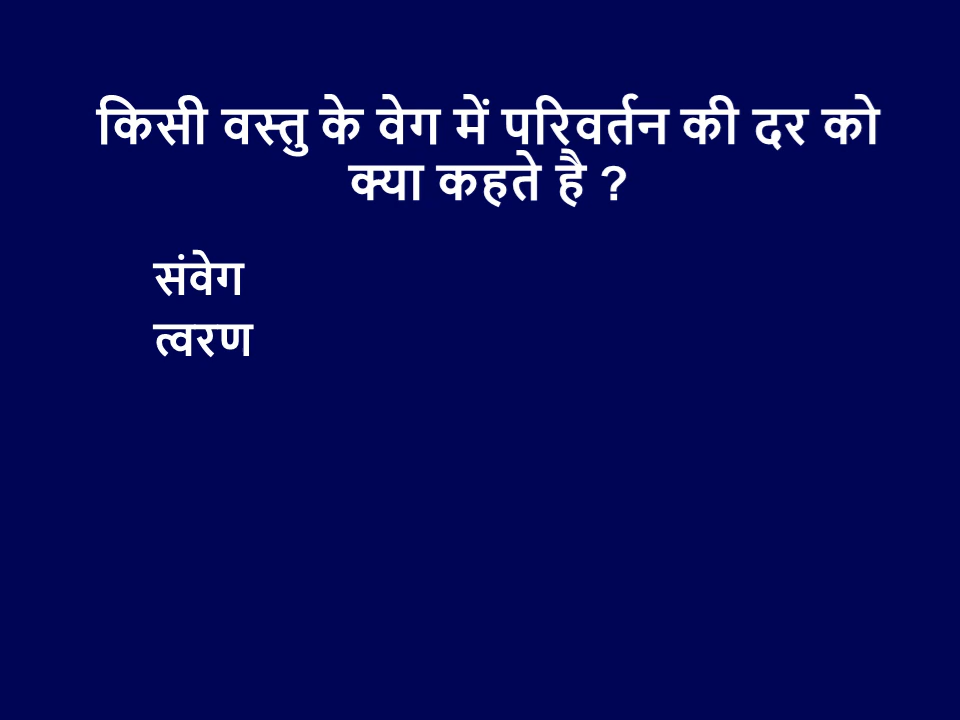 किसी वस्तु के वेग में परिवर्तन की दर को
क्या कहते है ?
संवेग
त्वरण